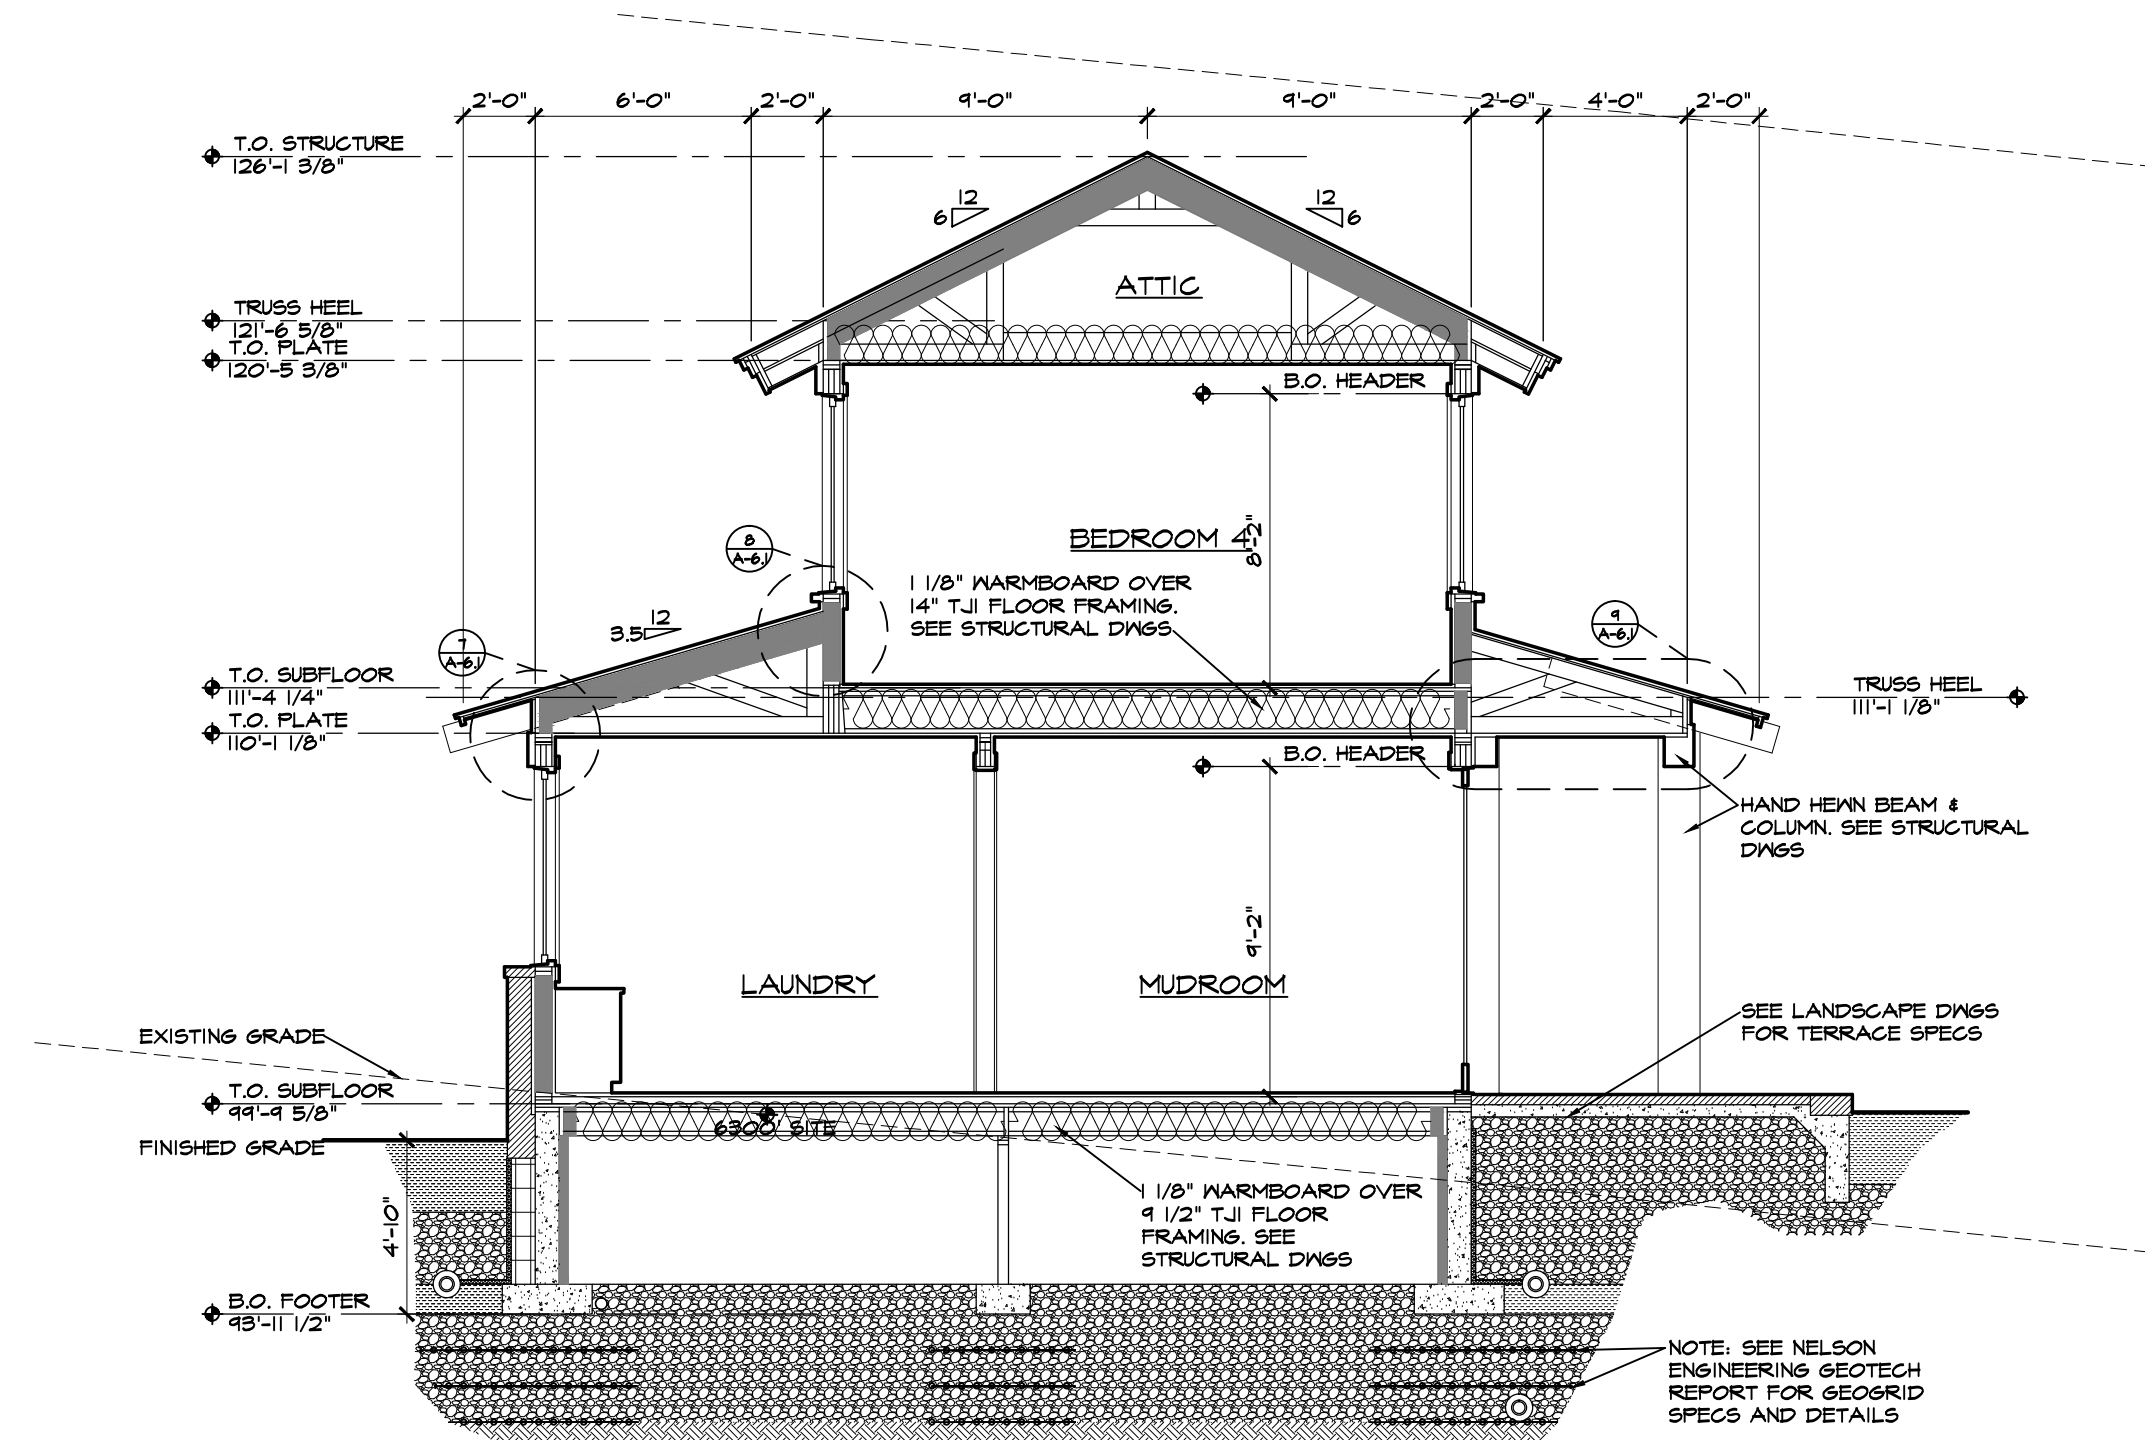 2'-0" 6'-0" 2'-0" 9'-0" 9'-0" 2'-0" 4'-0" 2'-0"
T.O. STRUCTURE
126'-1 3/8"
12
6
12
6
ATTIC
TRUSS HEEL
121'-6 5/8"
T.O. PLATE
120'-5 3/8"
B.O. HEADER
BEDROOM 4
8'-2"
8
A-6.1
1 1/8" WARMBOARD OVER
14" TJI FLOOR FRAMING.
SEE STRUCTURAL DWGS
12
3.5
7
A-6.1
9
A-6.1
T.O. SUBFLOOR
111'-4 1/4"
TRUSS HEEL
111'-1 1/8"
T.O. PLATE
110'-1 1/8"
B.O. HEADER
HAND HEWN BEAM &
COLUMN. SEE STRUCTURAL
DWGS
9'-2"
LAUNDRY
MUDROOM
SEE LANDSCAPE DWGS
FOR TERRACE SPECS
EXISTING GRADE
T.O. SUBFLOOR
99'-9 5/8"
6300' SITE
FINISHED GRADE
1 1/8" WARMBOARD OVER
9 1/2" TJI FLOOR
FRAMING. SEE
STRUCTURAL DWGS
4'-10"
B.O. FOOTER
93'-11 1/2"
NOTE: SEE NELSON
ENGINEERING GEOTECH
REPORT FOR GEOGRID
SPECS AND DETAILS